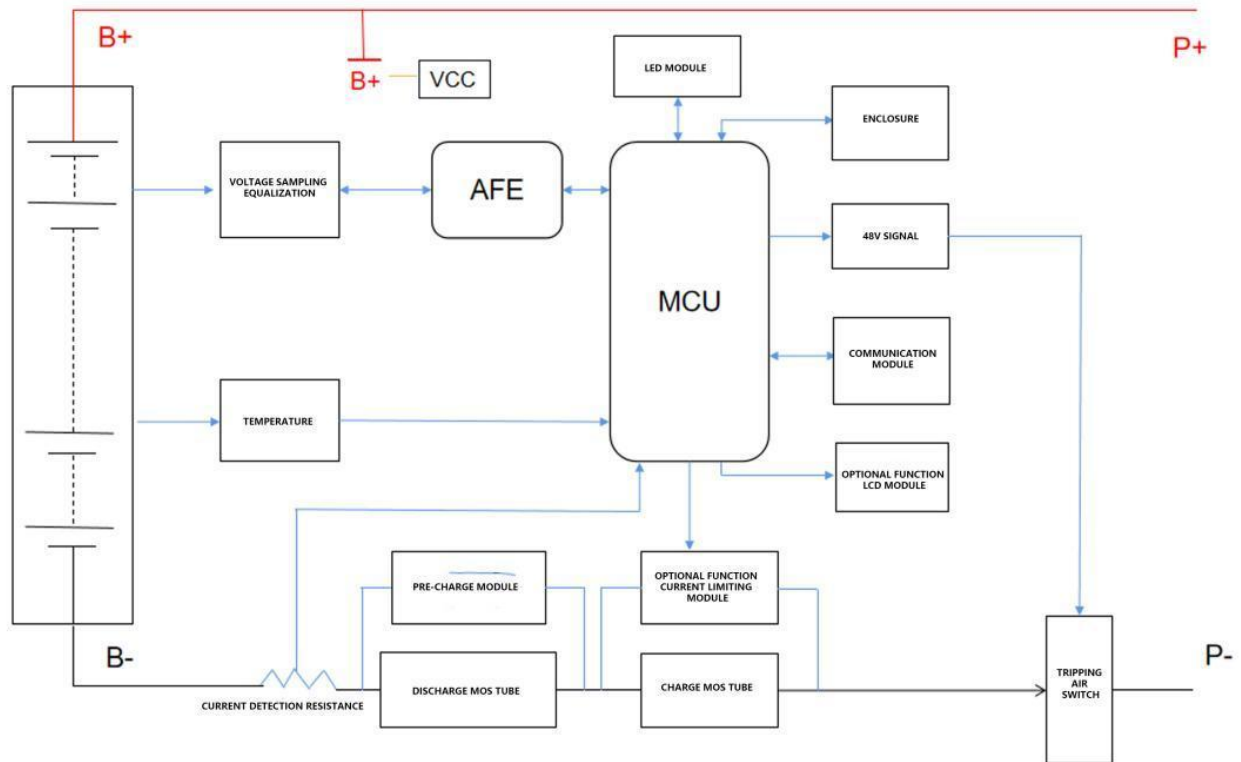 B+
P+
B+
VCC
LED MODULE
ENCLOSURE
VOLTAGE SAMPLING
EQUALIZATION
AFE
48V SIGNAL
MCU
COMMUNICATION
MODULE
TEMPERATURE
OPTIONAL FUNCTION
LCD MODULE
PRE-CHARGE MODULE
OPTIONAL FUNCTION
CURRENT LIMITING
MODULE
B-
P-
TRIPPING
AIR
SWITCH
DISCHARGE MOS TUBE
CHARGE MOS TUBE
CURRENT DETECTION RESISTANCE